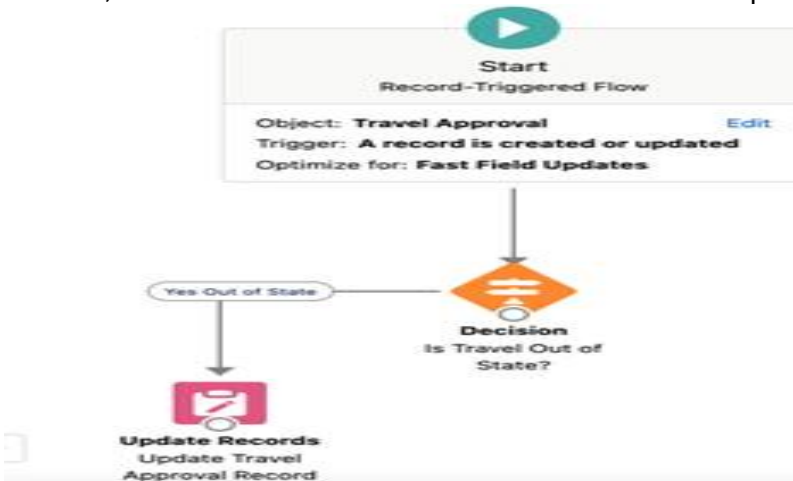 Start
Record-Triggered Flow
Object: Travel Approval Edit
Trigger: A record is created or updated
Optimize for: Fast Field Updates
Yes Out of State
Decision
Is Travel Out of
State?
Update Records
Update Travel
Approval Record